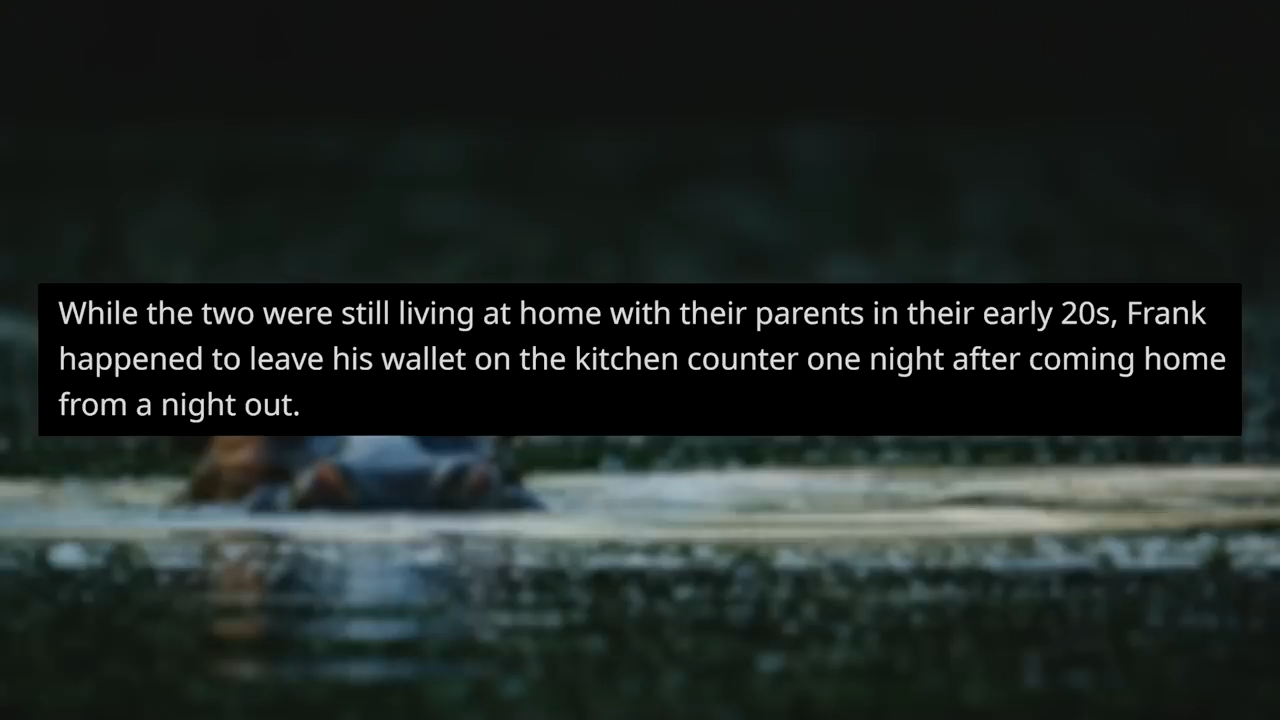 While the two were still living at home with their parents in their early 20s, Frank
happened to leave his wallet on the kitchen counter one night after coming home
from a night out.